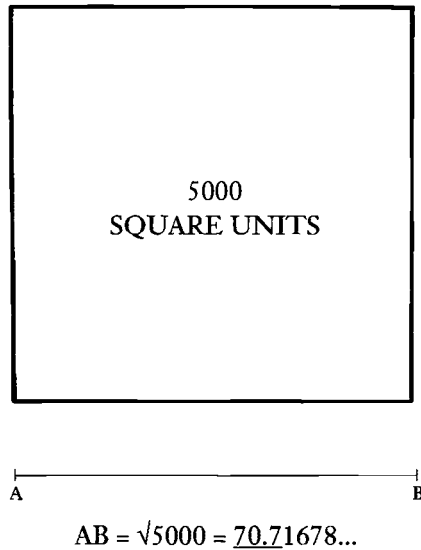 5000
SQUARE UNITS
A B
AB = √5000 = 70.71678...